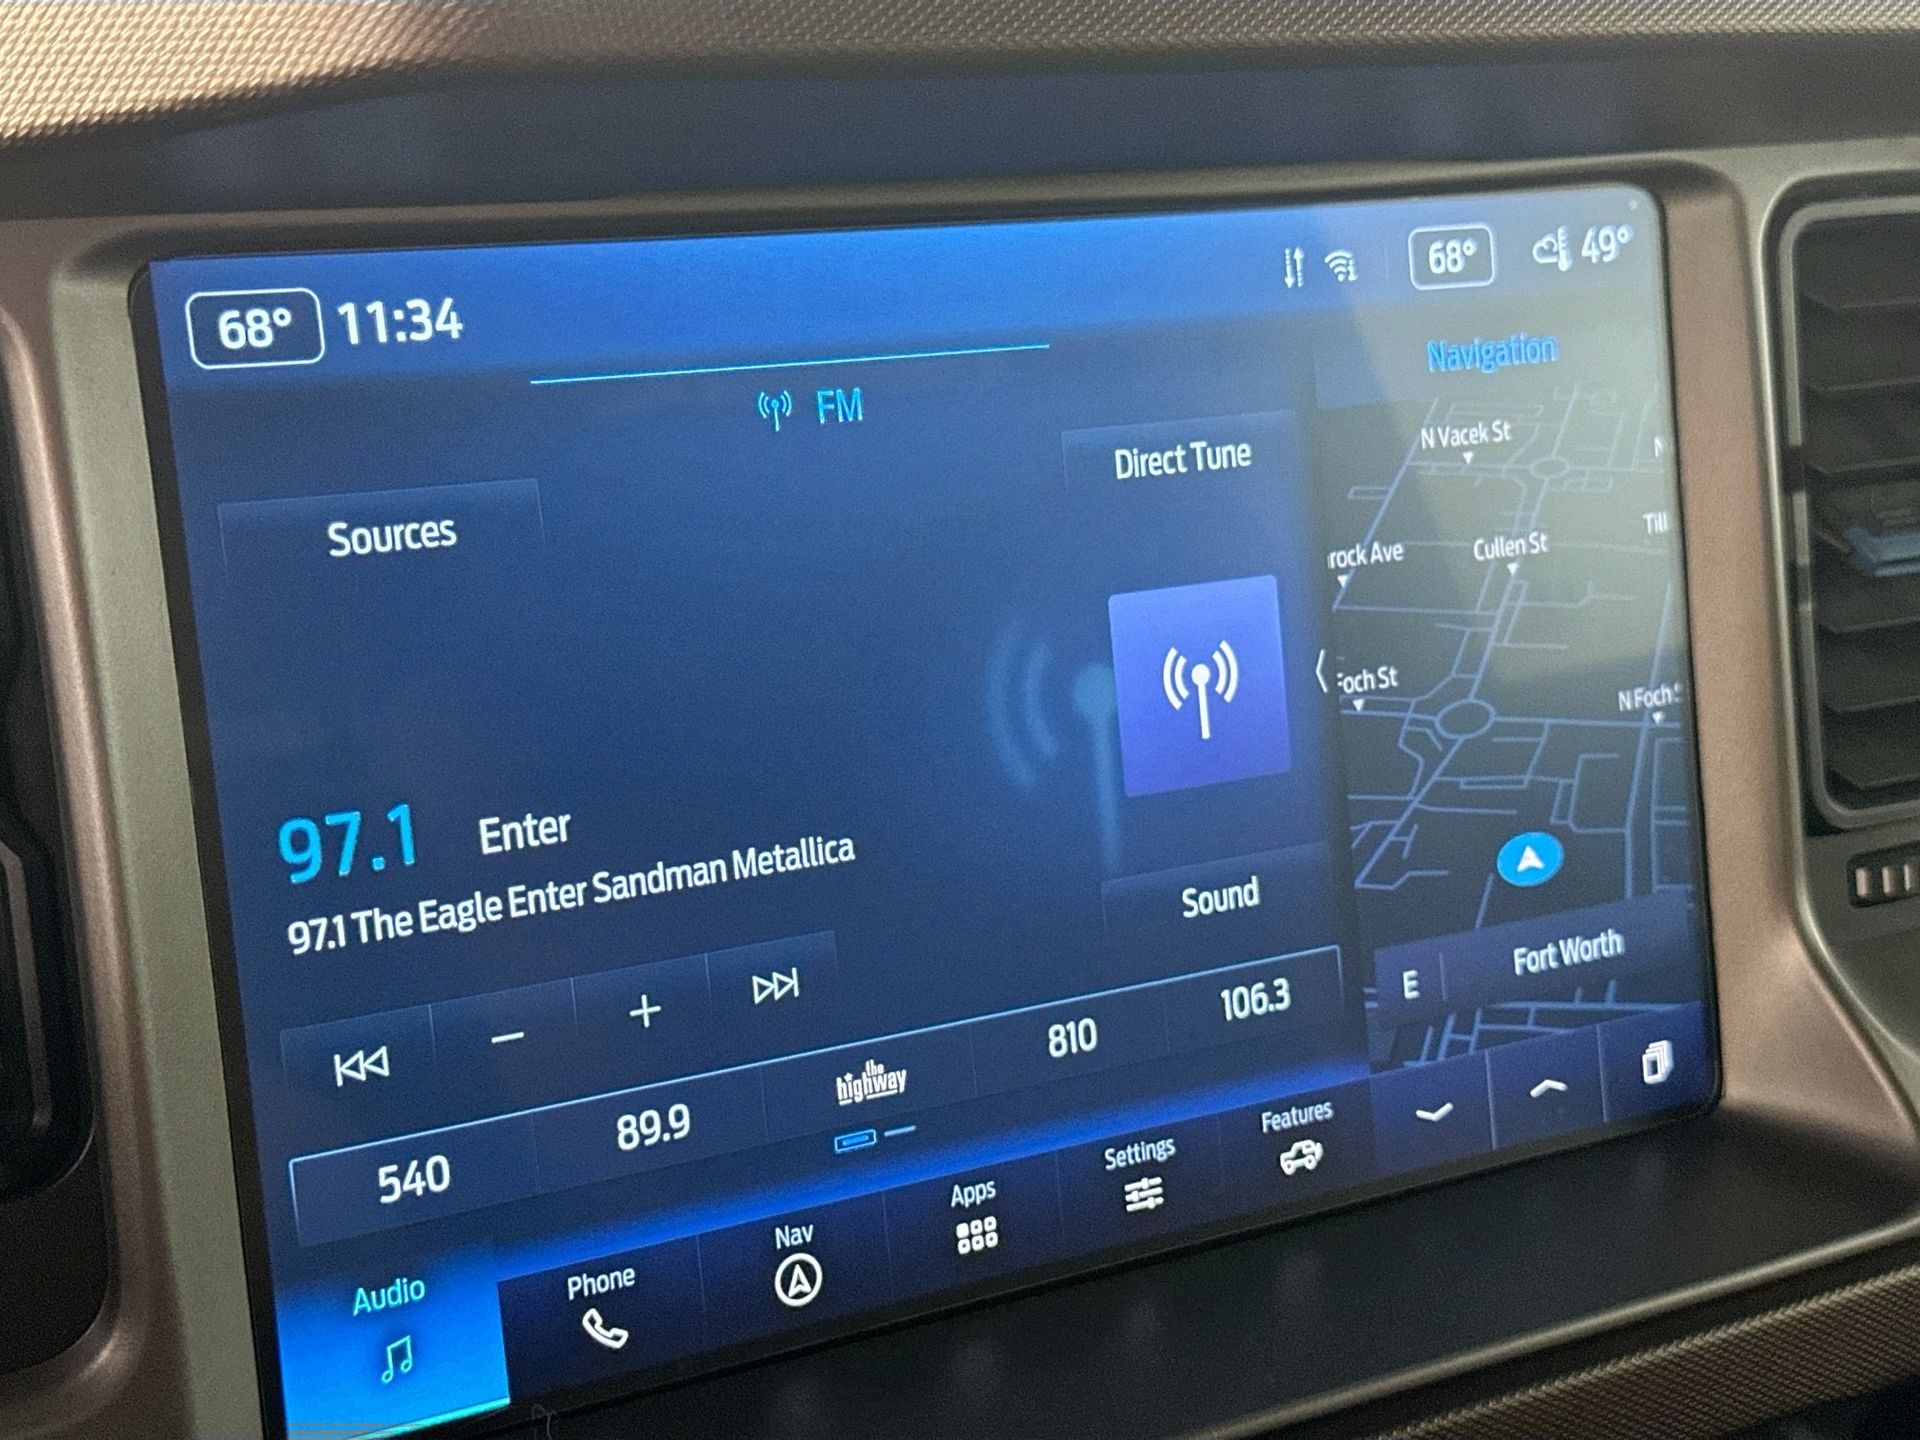 68° 11:34
68° 49°
FM
Navigation
Sources
Direct Tune
N Vacek St
rock Ave
Cullen St
Till
Foch St
N Foch
97.1 Enter
97.1 The Eagle Enter Sandman Metallica
Sound
E Fort Worth
540 89.9 the highway 810 106.3
Audio
Phone
Nav
Apps
Settings
Features